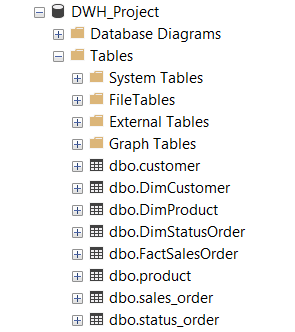 DWH_Project
Database Diagrams
Tables
System Tables
FileTables
External Tables
Graph Tables
dbo.customer
dbo.DimCustomer
dbo.DimProduct
dbo.DimStatusOrder
dbo.FactSalesOrder
dbo.product
dbo.sales_order
dbo.status_order